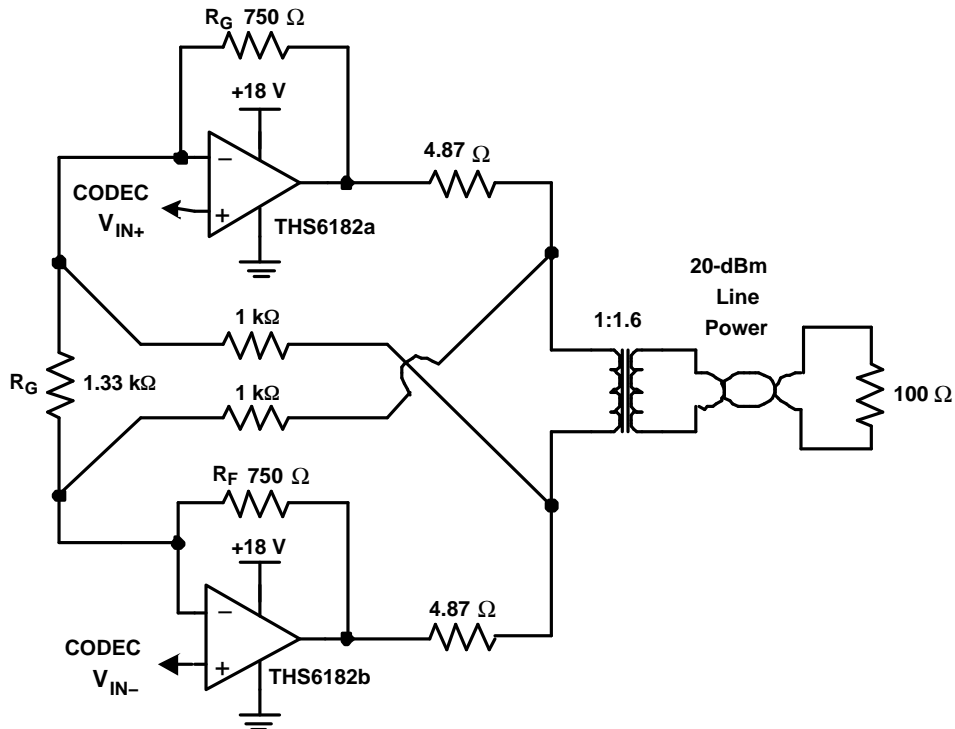 R_G 750 Ω
+18 V
4.87 Ω
CODEC
V_IN+
−
+
THS6182a
20-dBm
Line
Power
1:1.6
1 kΩ
R_G 1.33 kΩ
1 kΩ
100 Ω
R_F 750 Ω
+18 V
4.87 Ω
CODEC
V_IN−
−
+
THS6182b